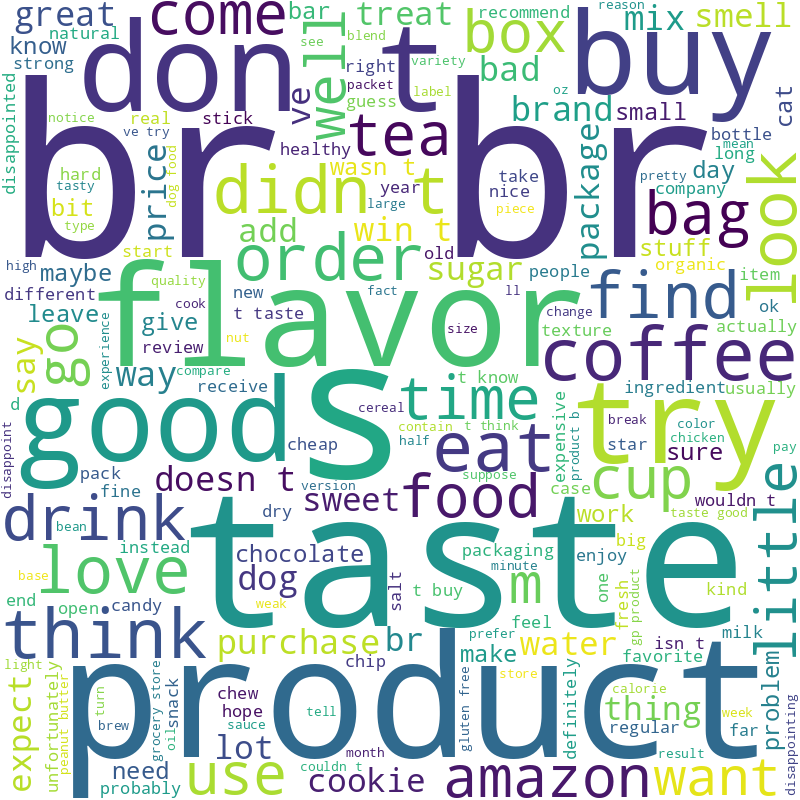 great
natural
know
strong
come
bar
see
treat
blend
recommend
reason
mix
smell
disappointed
notice
real
ve try
stick
don
t
ve
well
right
variety
packet
guess
label
box
bad
oz
buy
brand
small
cat
bottle
mean
long
br
br
hard
tasty
type
dog food
price
bit
healthy
tea
wasn t
year
large
take
nice
piece
package
pretty
day
company
didn t
add
win t
bag
stuff
look
high
maybe
start
order
old
sugar
people
organic
item
different
quality
flavor
new
fact
ll
find
ok
leave
give
cook
t taste
size
change
texture
actually
say
go
experience
review
nut
compare
coffee
way
receive
time
t know
ingredient
usually
d
good
s
cereal
contain
t think
try
break
color
chicken
half
expensive
product b
star
disappoint
cheap
eat
sure
pay
pack
fine
doesn t
version
suppose
case
cup
wouldn t
drink
bean
dry
sweet
food
work
taste good
instead
taste
chocolate
packaging
big
enjoy
little
love
base
dog
salt
minute
m
one
fresh
kind
end
open
candy
weak
t buy
feel
gp product
milk
think
purchase
br
prefer
water
isn t
light
chip
make
favorite
expect
unfortunately
peanut butter
turn
grocery store
snack
product
chew
store
definitely
thing
calorie
problem
brew
oil
hope
sauce
tell
gluten free
regular
week
far
lot
month
couldn t
result
disappointing
need
probably
use
cookie
amazon
want